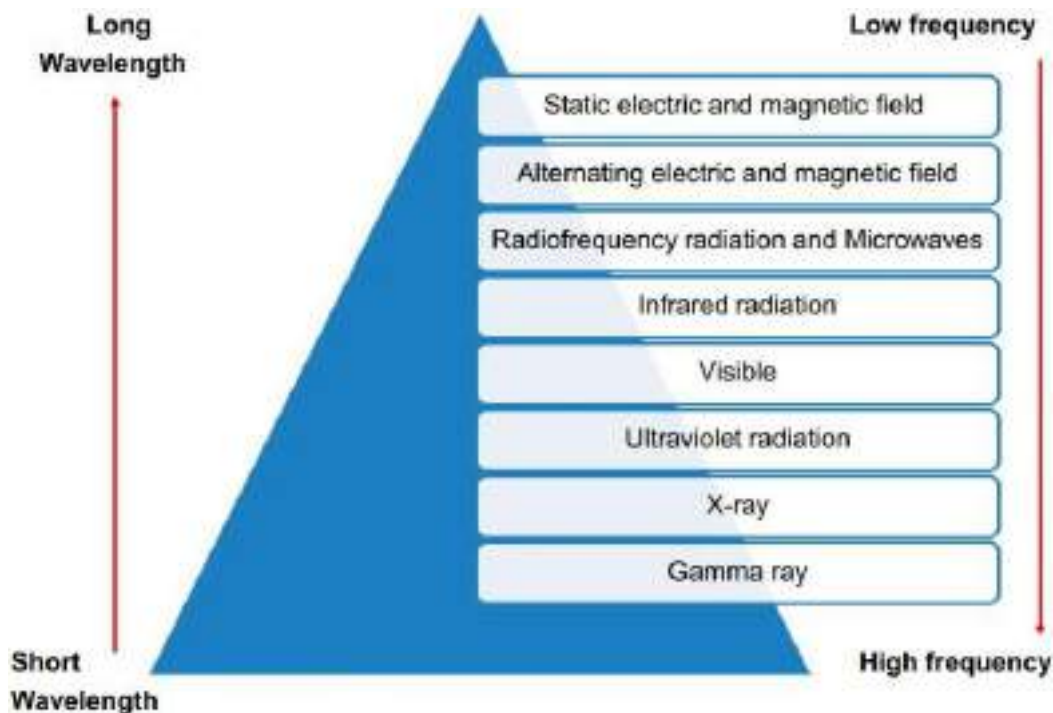 Long
Wavelength
Low frequency
Static electric and magnetic field
Alternating electric and magnetic field
Radiofrequency radiation and Microwaves
Infrared radiation
Visible
Ultraviolet radiation
X-ray
Gamma ray
Short
Wavelength
High frequency